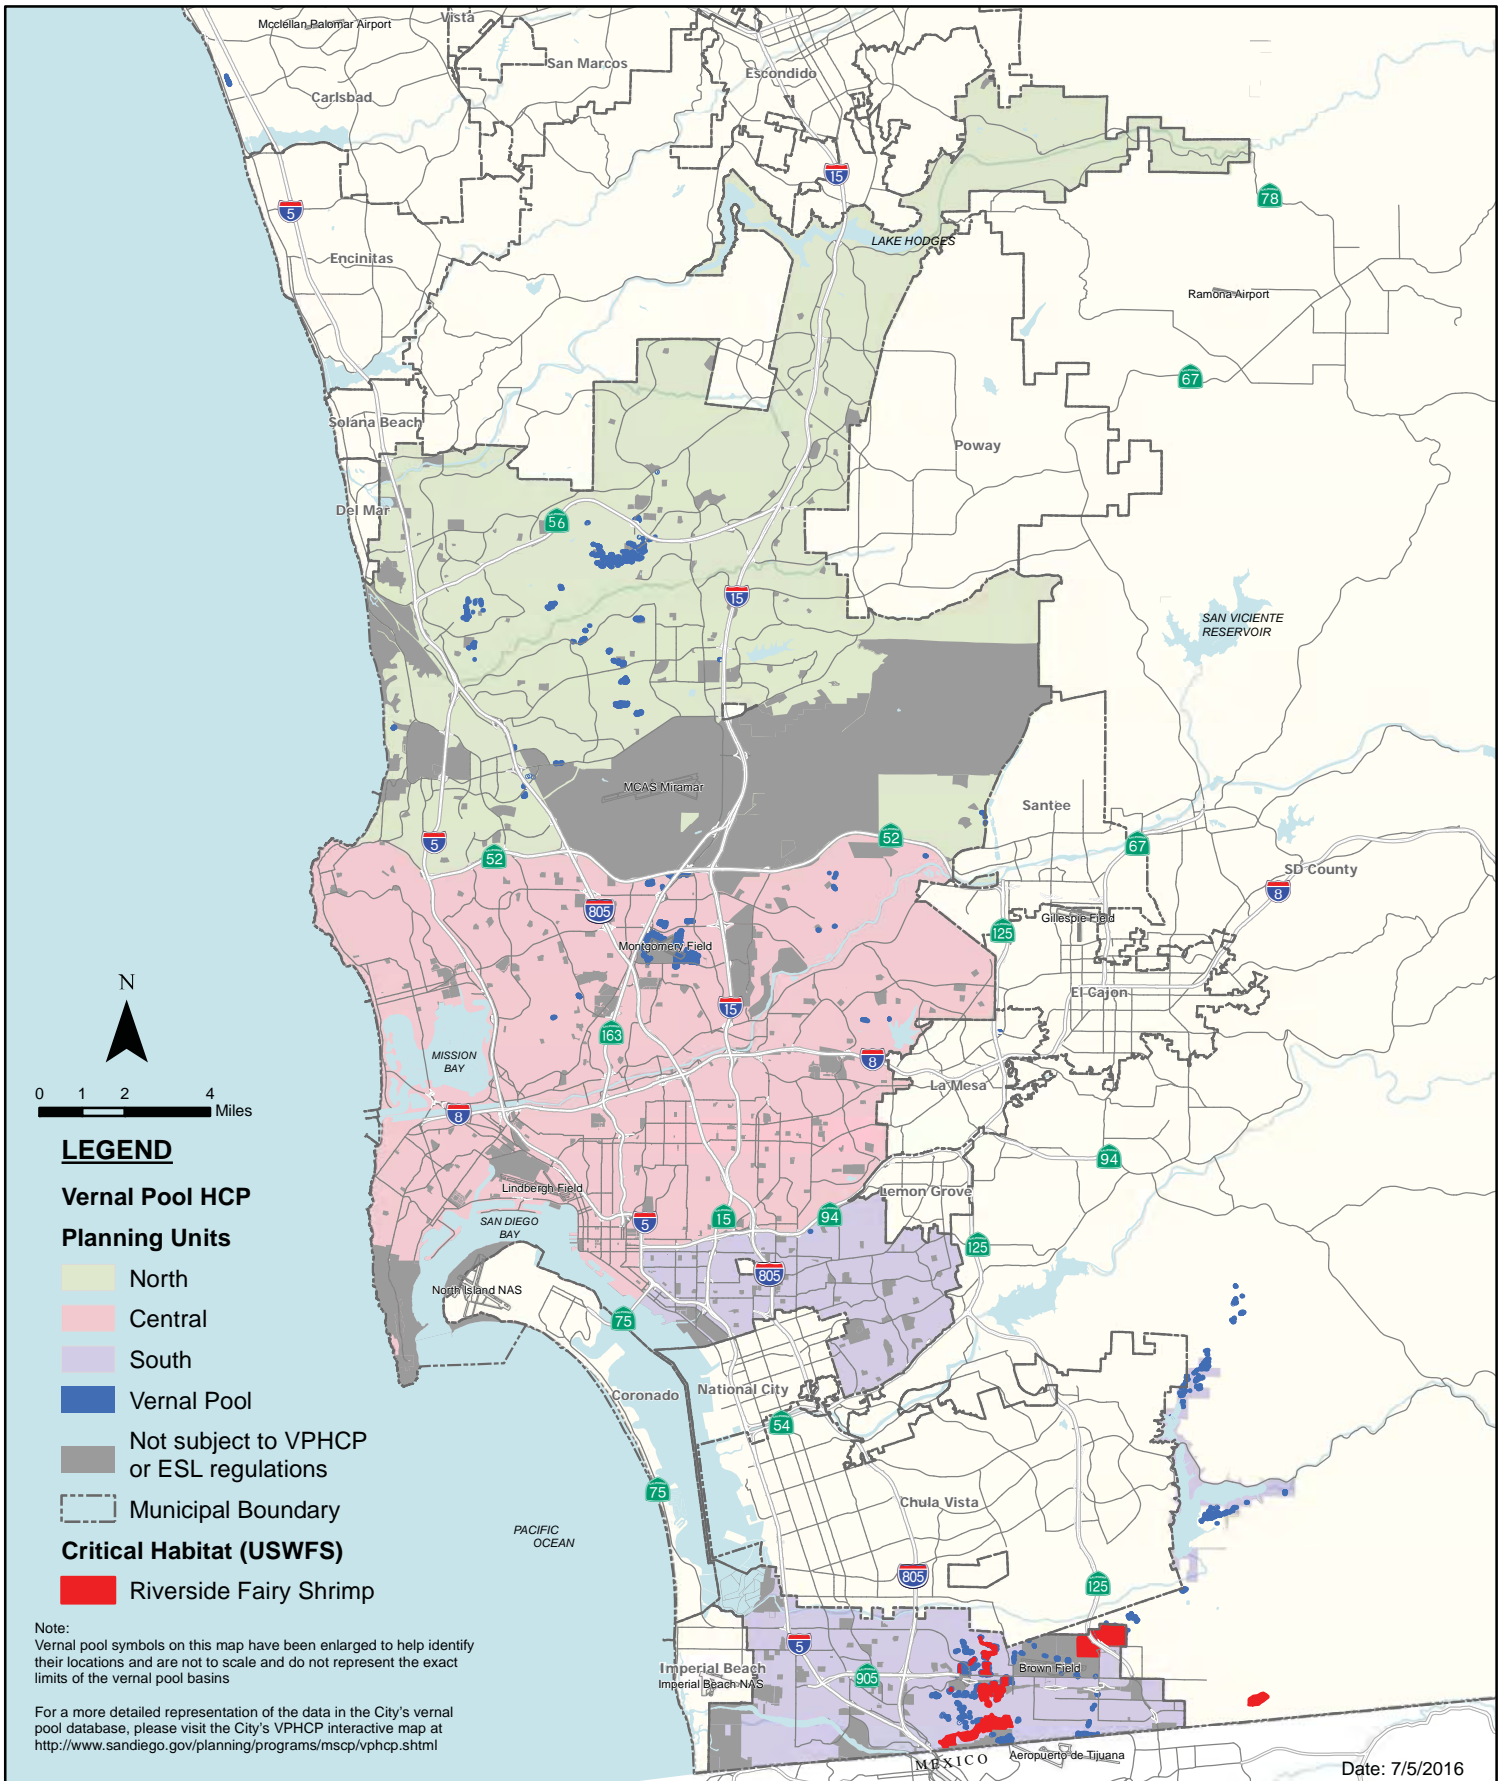 Mcclellan Palomar Airport
Vista
San Marcos
Escondido
Carlsbad
15
78
5
LAKE HODGES
Encinitas
Ramona Airport
67
Solana Beach
Poway
Del Mar
56
15
SAN VICIENTE
RESERVOIR
MCAS Miramar
Santee
5
52
52
67
SD County
8
805
Gillespie Field
125
Montgomery Field
N
El Cajon
15
163
MISSION
BAY
8
La Mesa
0 1 2 4
Miles
8
LEGEND
94
Vernal Pool HCP
Lindbergh Field
Lemon Grove
Planning Units
SAN DIEGO
BAY
5
15
94
125
North
805
North Island NAS
Central
75
South
Coronado
National City
Vernal Pool
54
Not subject to VPHCP
or ESL regulations
75
Chula Vista
Municipal Boundary
PACIFIC
OCEAN
Critical Habitat (USWFS)
805
125
Riverside Fairy Shrimp
Note:
Vernal pool symbols on this map have been enlarged to help identify
their locations and are not to scale and do not represent the exact
limits of the vernal pool basins
5
Imperial Beach
Imperial Beach NAS
905
Brown Field
For a more detailed representation of the data in the City's vernal
pool database, please visit the City's VPHCP interactive map at
http://www.sandiego.gov/planning/programs/mscp/vphcp.shtml
MEXICO
Aeropuerto de Tijuana
Date: 7/5/2016